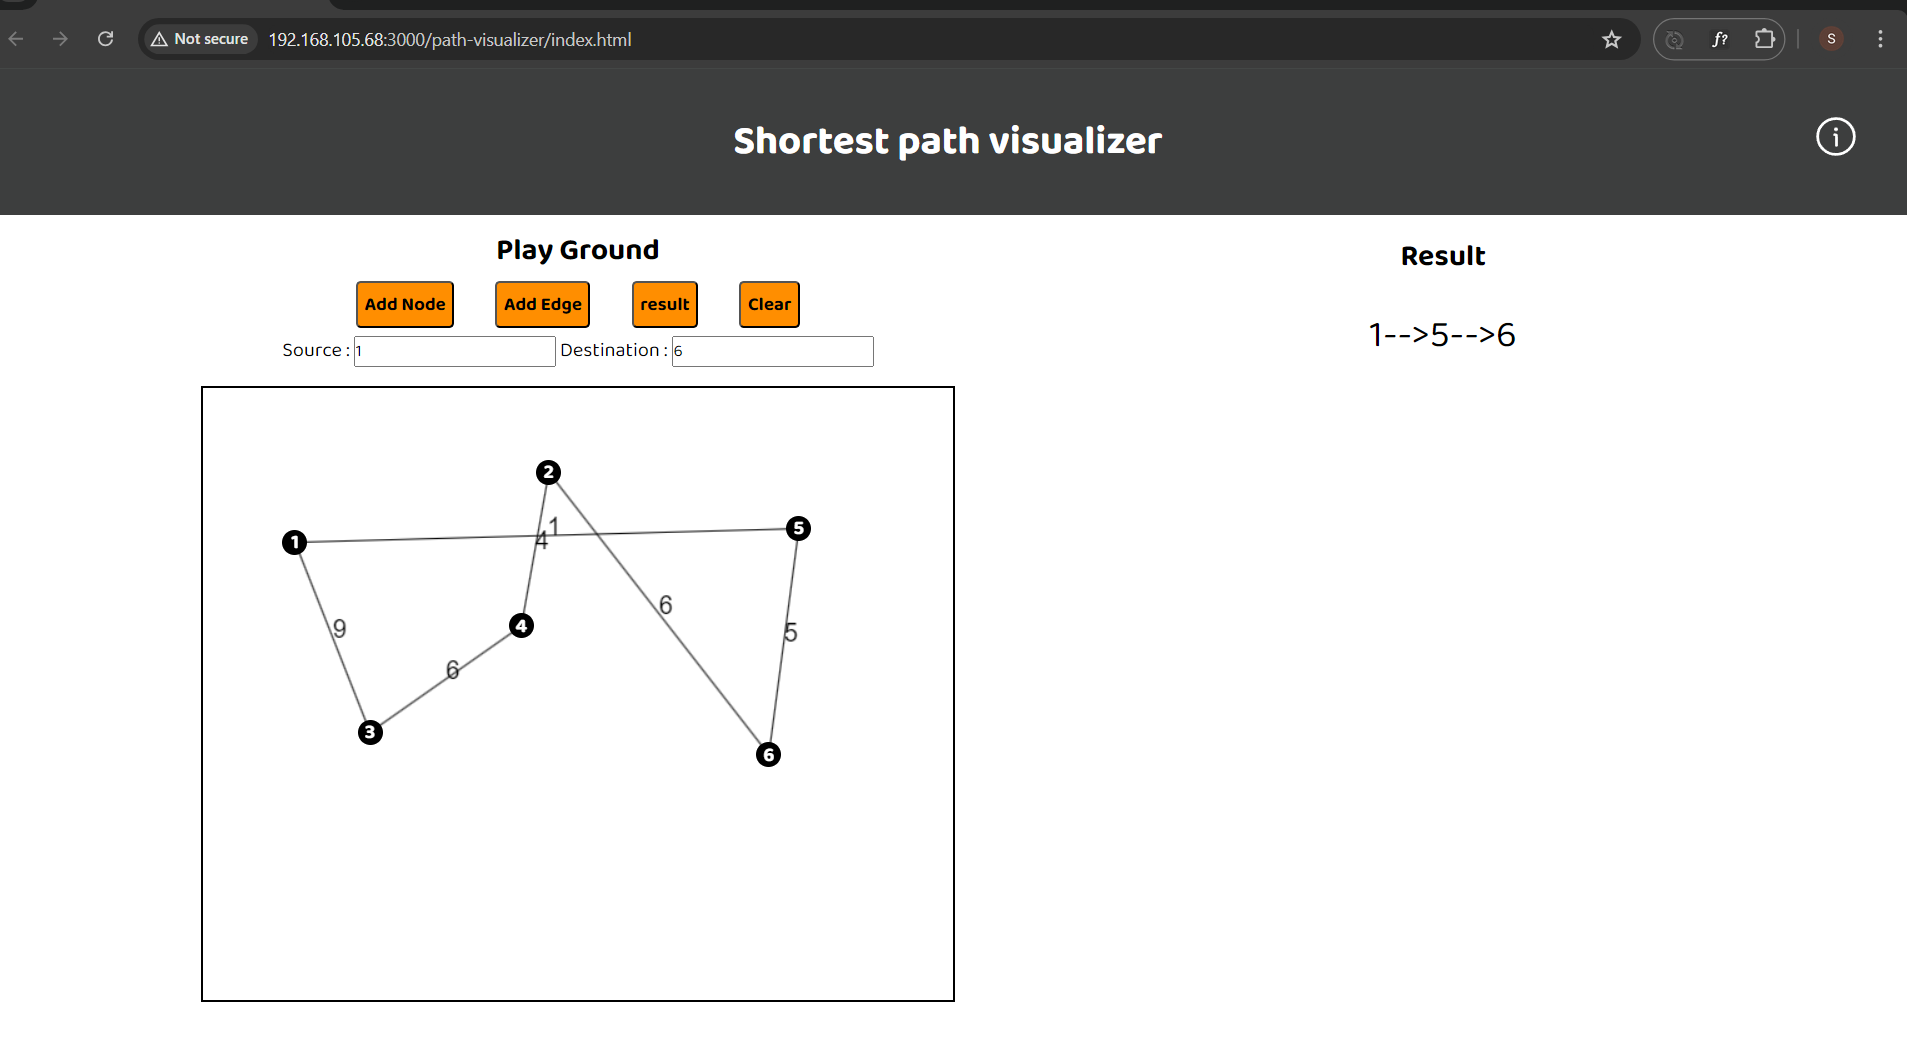 Not secure 192.168.105.68:3000/path-visualizer/index.html f? S
Shortest path visualizer
Play Ground
Add Node Add Edge result Clear
Source : 1 Destination : 6
Result
1-->5-->6
2
1
4
1
5
6
9
5
4
6
3
6